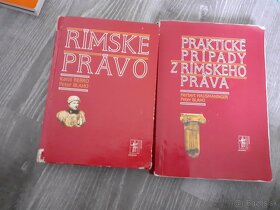 RÍMSKE
PRÁVO
Karol REBRO
Peter BLAHO
PRAKTICKÉ
PRÍPADY
Z RÍMSKEHO
PRÁVA
Herbert HAUSMANINGER
Peter BLAHO